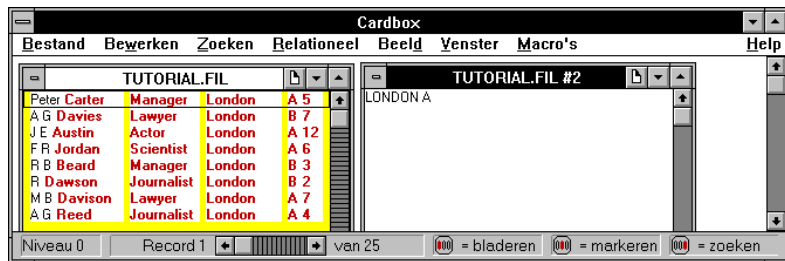 Cardbox
Bestand Bewerken Zoeken Relationeel Beeld Venster Macro's Help
TUTORIAL.FIL
Peter Carter Manager London A 5
A G Davies Lawyer London B 7
J E Austin Actor London A 12
F R Jordan Scientist London A 6
R B Beard Manager London B 3
R Dawson Journalist London B 2
M B Davison Lawyer London A 7
A G Reed Journalist London A 4
TUTORIAL.FIL #2
LONDON A
Niveau 0 Record 1 van 25 = bladeren = markeren = zoeken